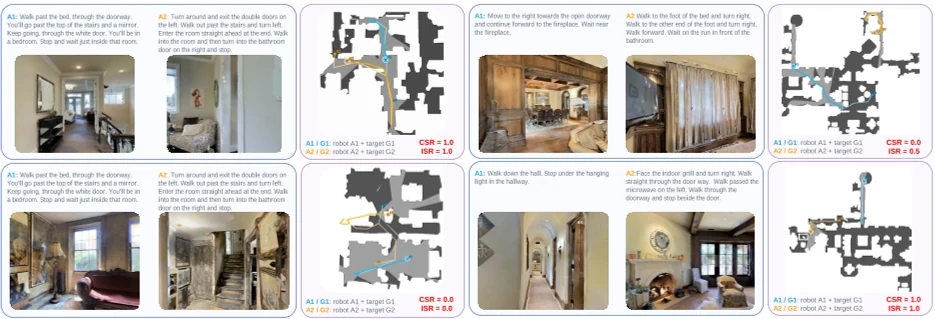 A1: Walk past the bed, through the doorway.
You'll go past the top of the stairs and a mirror.
Keep going, through the white door. You'll be in
a bedroom. Stop and wait just inside that room.
A2: Turn around and exit the double doors on
the left. Walk out past the stairs and turn left.
Enter the room straight ahead at the end. Walk
into the room and then turn into the bathroom
door on the right and stop.
A1 / G1: robot A1 + target G1
A2 / G2: robot A2 + target G2
CSR = 1.0
ISR = 1.0
A1: Move to the right towards the open doorway
and continue forward to the fireplace. Wait near
the fireplace.
A2 Walk to the foot of the bed and turn right.
Walk to the other end of the foot and turn right.
Walk forward. Wait on the run in front of the
bathroom.
A1 / G1: robot A1 + target G1
A2 / G2: robot A2 + target G2
CSR = 0.0
ISR = 0.5
A1: Walk past the bed, through the doorway.
You'll go past the top of the stairs and a mirror.
Keep going, through the white door. You'll be in
a bedroom. Stop and wait just inside that room.
A2: Turn around and exit the double doors on
the left. Walk out past the stairs and turn left.
Enter the room straight ahead at the end. Walk
into the room and then turn into the bathroom
door on the right and stop.
A1 / G1: robot A1 + target G1
A2 / G2: robot A2 + target G2
CSR = 0.0
ISR = 0.0
A1: Walk down the hall. Stop under the hanging
light in the hallway.
A2:Face the indoor grill and turn right. Walk
straight through the door way. Walk passed the
microwave on the left. Walk through the
doorway and stop beside the door.
A1 / G1: robot A1 + target G1
A2 / G2: robot A2 + target G2
CSR = 1.0
ISR = 1.0